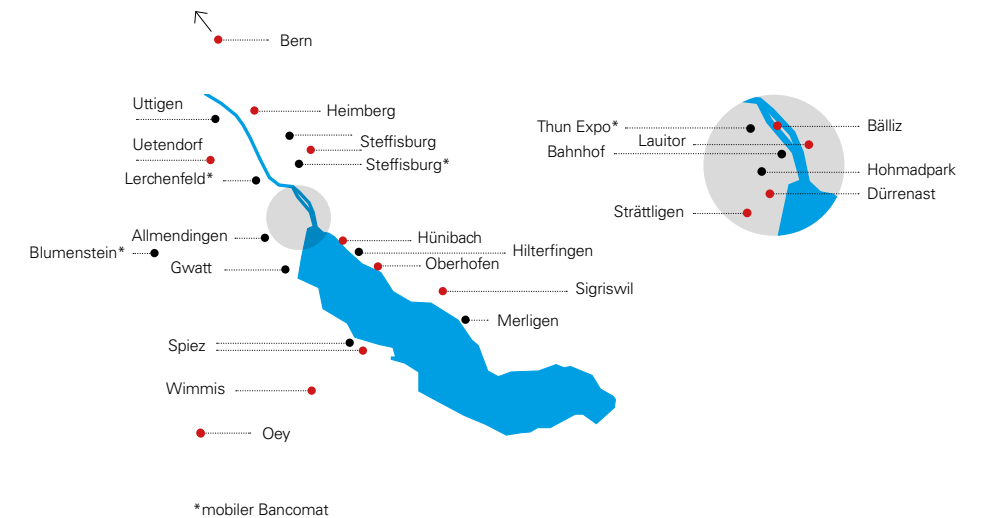 Bern
Uttigen
Heimberg
Steffisburg
Uetendorf
Steffisburg*
Lerchenfeld*
Allmendingen
Hünibach
Blumenstein*
Hilterfingen
Gwatt
Oberhofen
Sigriswil
Merligen
Spiez
Wimmis
Oey
Thun Expo*
Bälliz
Lauitor
Bahnhof
Hohmadpark
Dürrenast
Strättligen
*mobiler Bancomat